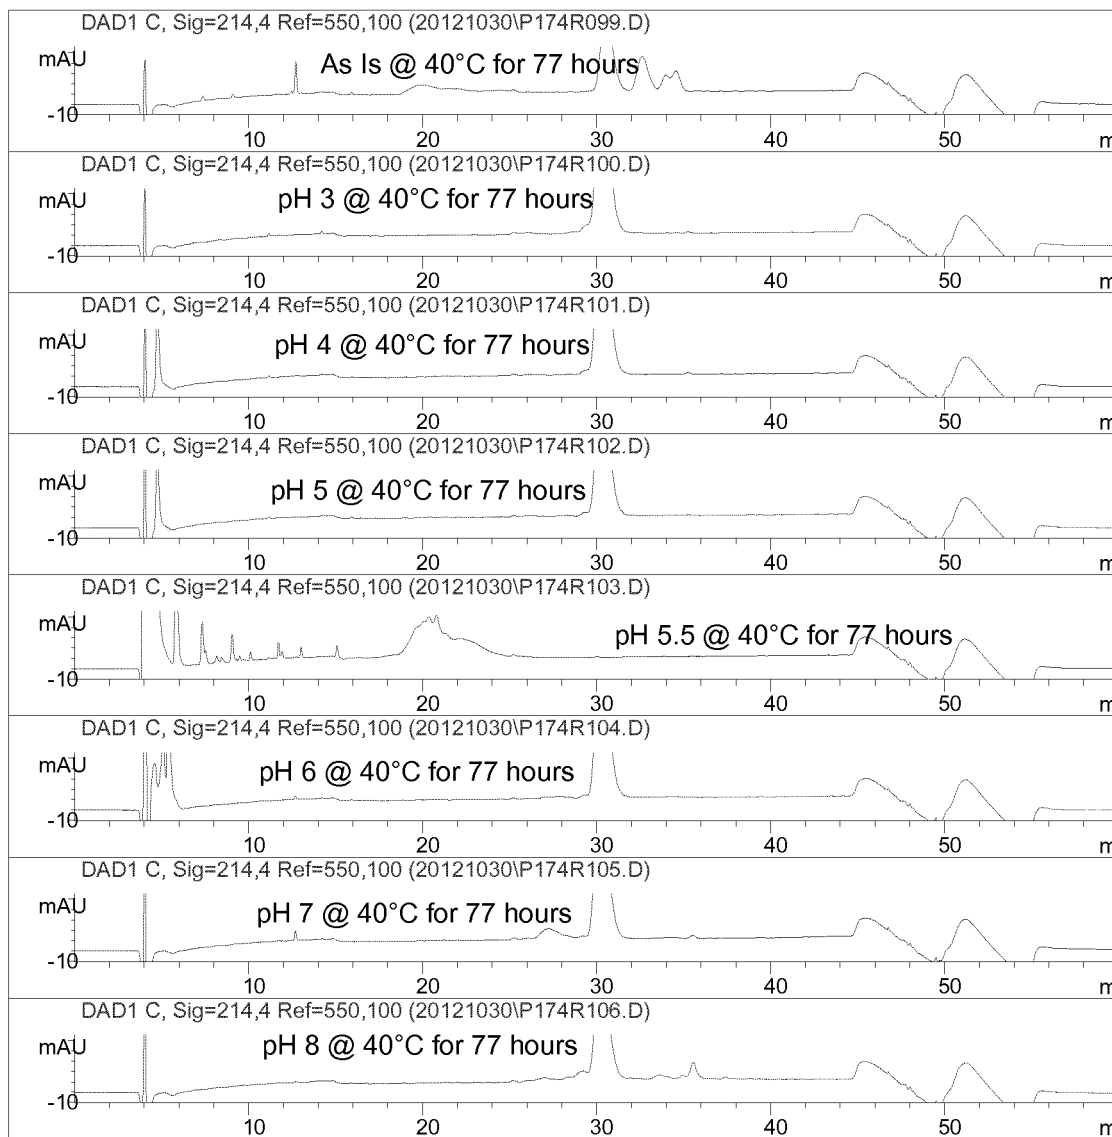 DAD1 C, Sig=214,4 Ref=550,100 (20121030\P174R099.D)
mAU
As Is @ 40°C for 77 hours
-10
10 20 30 40 50 m
DAD1 C, Sig=214,4 Ref=550,100 (20121030\P174R100.D)
mAU
pH 3 @ 40°C for 77 hours
-10
10 20 30 40 50 m
DAD1 C, Sig=214,4 Ref=550,100 (20121030\P174R101.D)
mAU
pH 4 @ 40°C for 77 hours
-10
10 20 30 40 50 m
DAD1 C, Sig=214,4 Ref=550,100 (20121030\P174R102.D)
mAU
pH 5 @ 40°C for 77 hours
-10
10 20 30 40 50 m
DAD1 C, Sig=214,4 Ref=550,100 (20121030\P174R103.D)
mAU
pH 5.5 @ 40°C for 77 hours
-10
10 20 30 40 50 m
DAD1 C, Sig=214,4 Ref=550,100 (20121030\P174R104.D)
mAU
pH 6 @ 40°C for 77 hours
-10
10 20 30 40 50 m
DAD1 C, Sig=214,4 Ref=550,100 (20121030\P174R105.D)
mAU
pH 7 @ 40°C for 77 hours
-10
10 20 30 40 50 m
DAD1 C, Sig=214,4 Ref=550,100 (20121030\P174R106.D)
mAU
pH 8 @ 40°C for 77 hours
-10
10 20 30 40 50 m